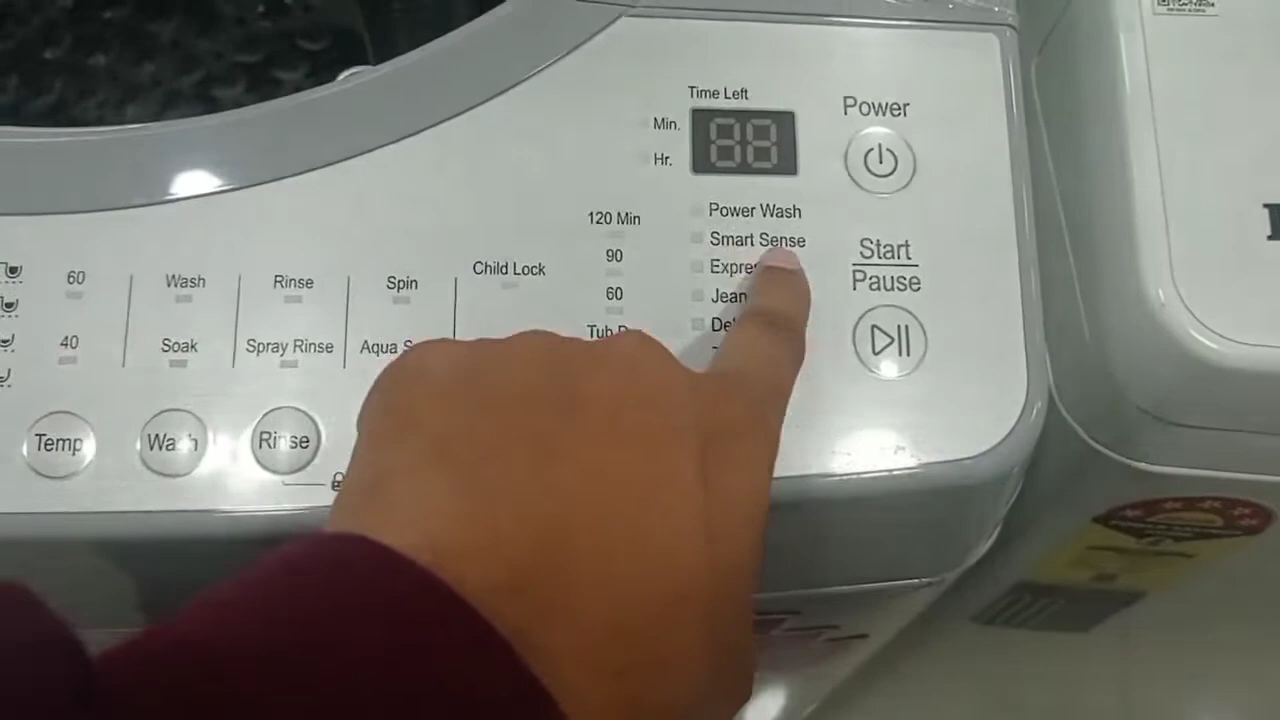 Time Left
Min.
Hr.
Power
Power Wash
Smart Sense
Start
Pause
120 Min
90
60
Child Lock
60
Wash
Rinse
Spin
40
Soak
Spray Rinse
Aqua
Temp
Wash
Rinse